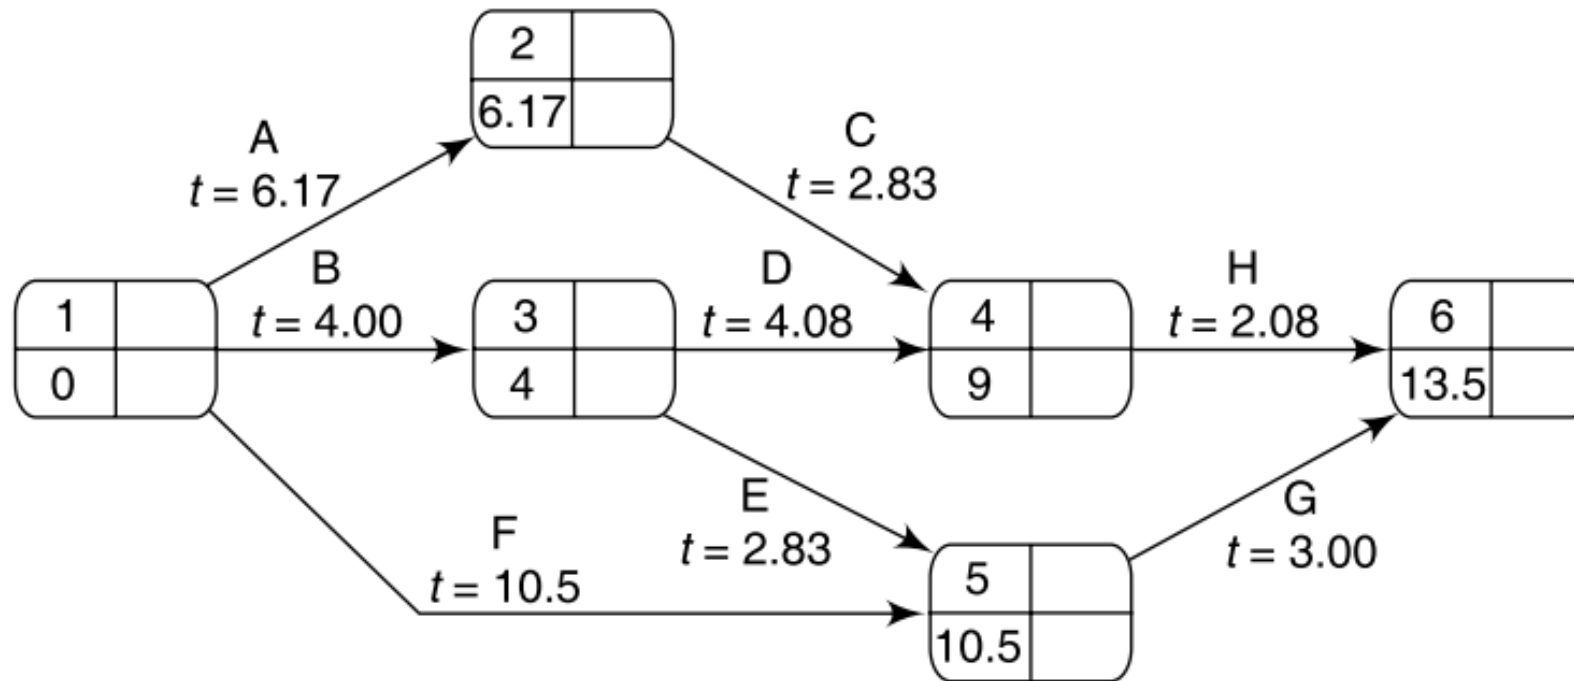 2
6.17
A
t = 6.17
C
t = 2.83
B
t = 4.00
D
t = 4.08
H
t = 2.08
1
0
3
4
4
9
6
13.5
E
t = 2.83
F
t = 10.5
G
t = 3.00
5
10.5